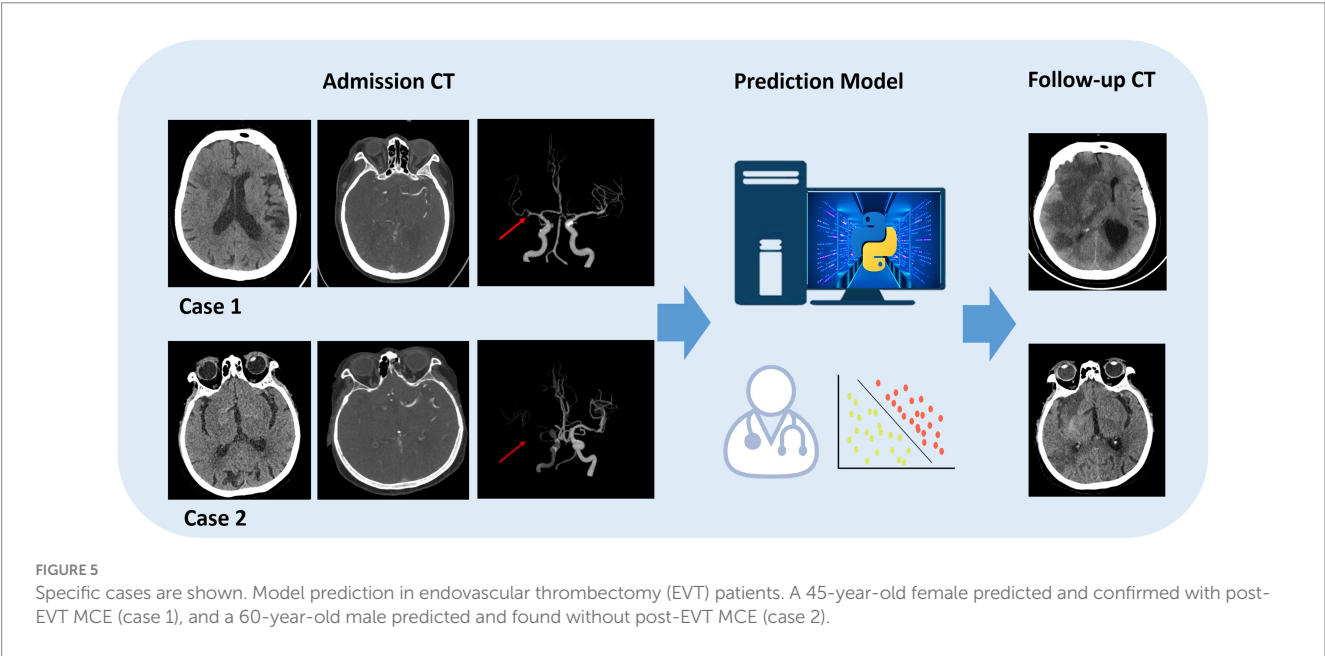 Admission CT
Prediction Model
Follow-up CT
Case 1
Case 2
FIGURE 5
Specific cases are shown. Model prediction in endovascular thrombectomy (EVT) patients. A 45-year-old female predicted and confirmed with post-
EVT MCE (case 1), and a 60-year-old male predicted and found without post-EVT MCE (case 2).